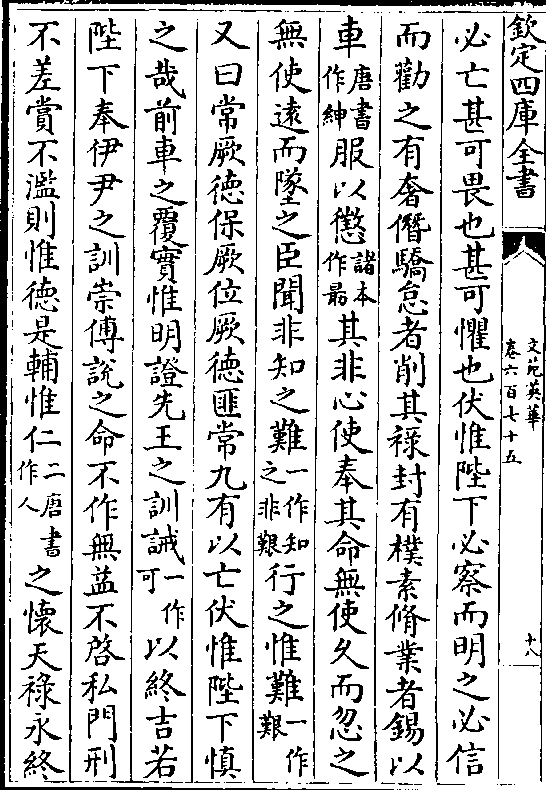 欽定四庫全書
文苑英華
卷六百七十五
十八
必亡甚可畏也甚可懼也伏惟陛下必察而明之必信
而勸之有奢僭驕怠者削其祿封有樸素脩業者錫以
車唐書作紳服以懲諸本作最其非心使奉其命無使久而忽之
無使遠而墜之臣聞非知之難一作知之非艱行之惟難一作艱
又曰常厥徳保厥位厥徳匪常九有以亡伏惟陛下慎
之哉前車之覆實惟明證先王之訓誡一作可以終吉若
陛下奉伊尹之訓崇傅說之命不作無益不啓私門刑
不差賞不濫則惟徳是輔惟仁二唐書作人之懷天祿永終